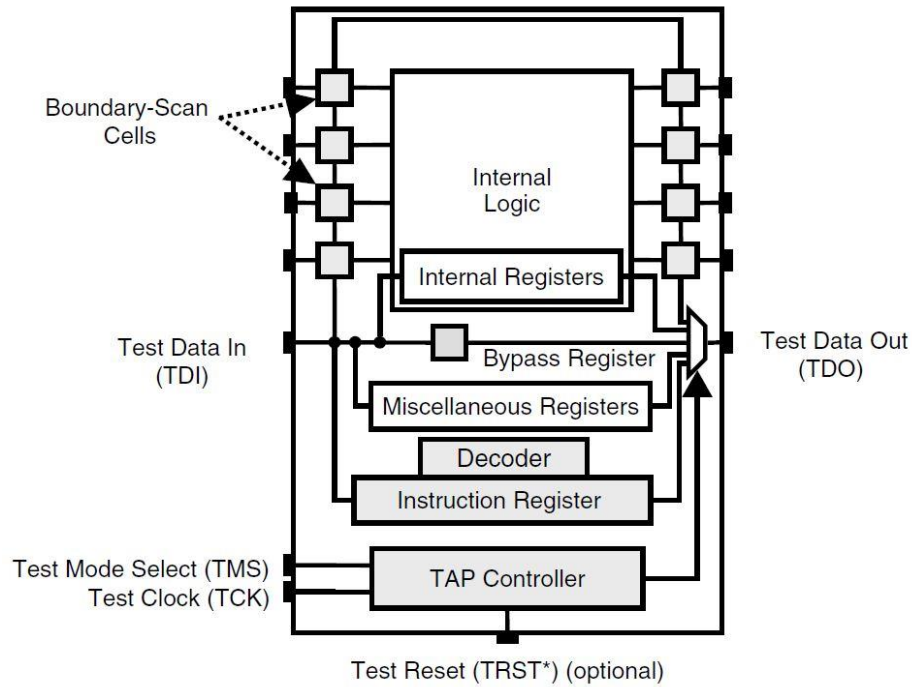 Boundary-Scan
Cells
Internal
Logic
Internal Registers
Test Data In
(TDI)
Bypass Register
Test Data Out
(TDO)
Miscellaneous Registers
Decoder
Instruction Register
Test Mode Select (TMS)
Test Clock (TCK)
TAP Controller
Test Reset (TRST*) (optional)